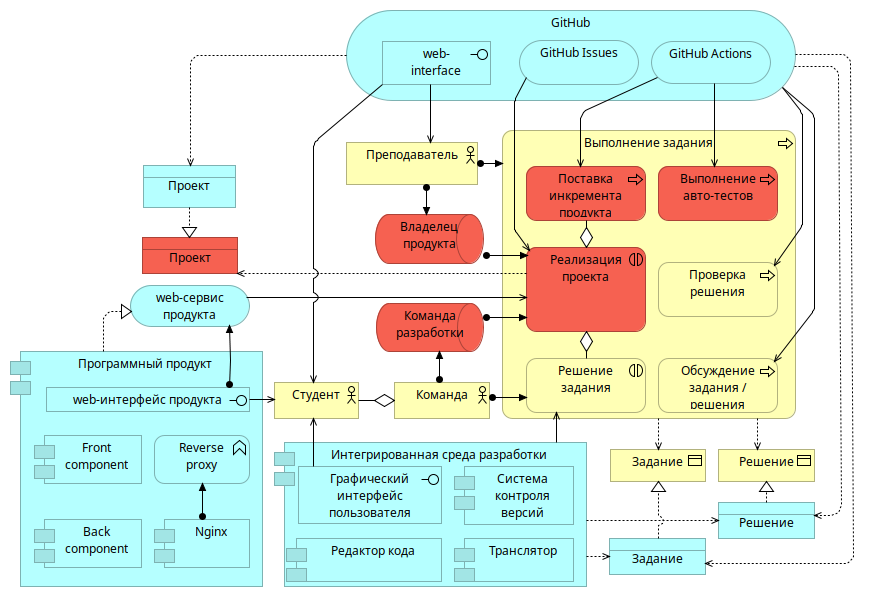 GitHub
web-
interface
GitHub Issues
GitHub Actions
Преподаватель
Выполнение задания
Проект
Поставка
инкремента
продукта
Выполнение
авто-тестов
Владелец
продукта
Проект
Реализация
проекта
Проверка
решения
web-сервис
продукта
Команда
разработки
Программный продукт
web-интерфейс продукта
Студент
Команда
Решение
задания
Обсуждение
задания /
решения
Front
component
Reverse
proxy
Интегрированная среда разработки
Графический
интерфейс
пользователя
Система
контроля
версий
Задание
Решение
Back
component
Nginx
Редактор кода
Транслятор
Решение
Задание